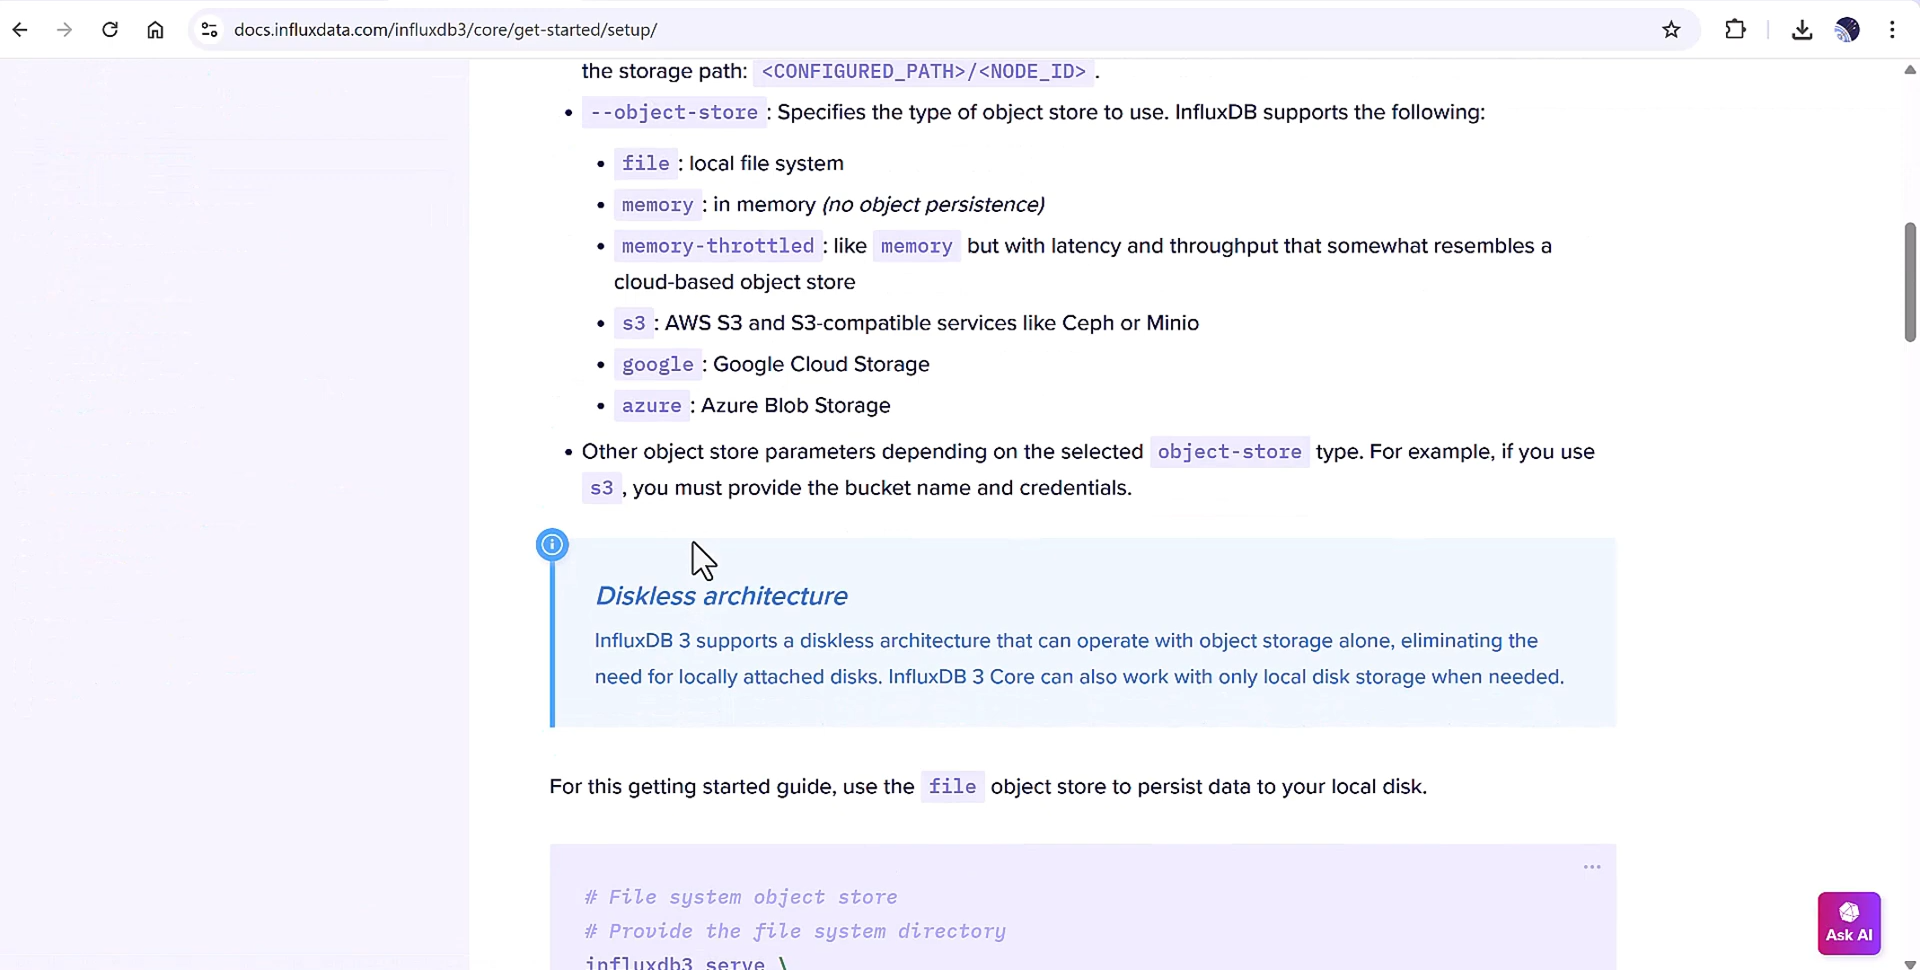 docs.influxdata.com/influxdb3/core/get-started/setup/
the storage path: <CONFIGURED_PATH>/<NODE_ID> .
• --object-store : Specifies the type of object store to use. InfluxDB supports the following:
• file : local file system
• memory : in memory (no object persistence)
• memory-throttled : like memory but with latency and throughput that somewhat resembles a
cloud-based object store
• s3 : AWS S3 and S3-compatible services like Ceph or Minio
• google : Google Cloud Storage
• azure : Azure Blob Storage
• Other object store parameters depending on the selected object-store type. For example, if you use
s3 , you must provide the bucket name and credentials.
Diskless architecture
InfluxDB 3 supports a diskless architecture that can operate with object storage alone, eliminating the
need for locally attached disks. InfluxDB 3 Core can also work with only local disk storage when needed.
For this getting started guide, use the file object store to persist data to your local disk.
# File system object store
# Provide the file system directory
influxdb3 serve \
Ask AI